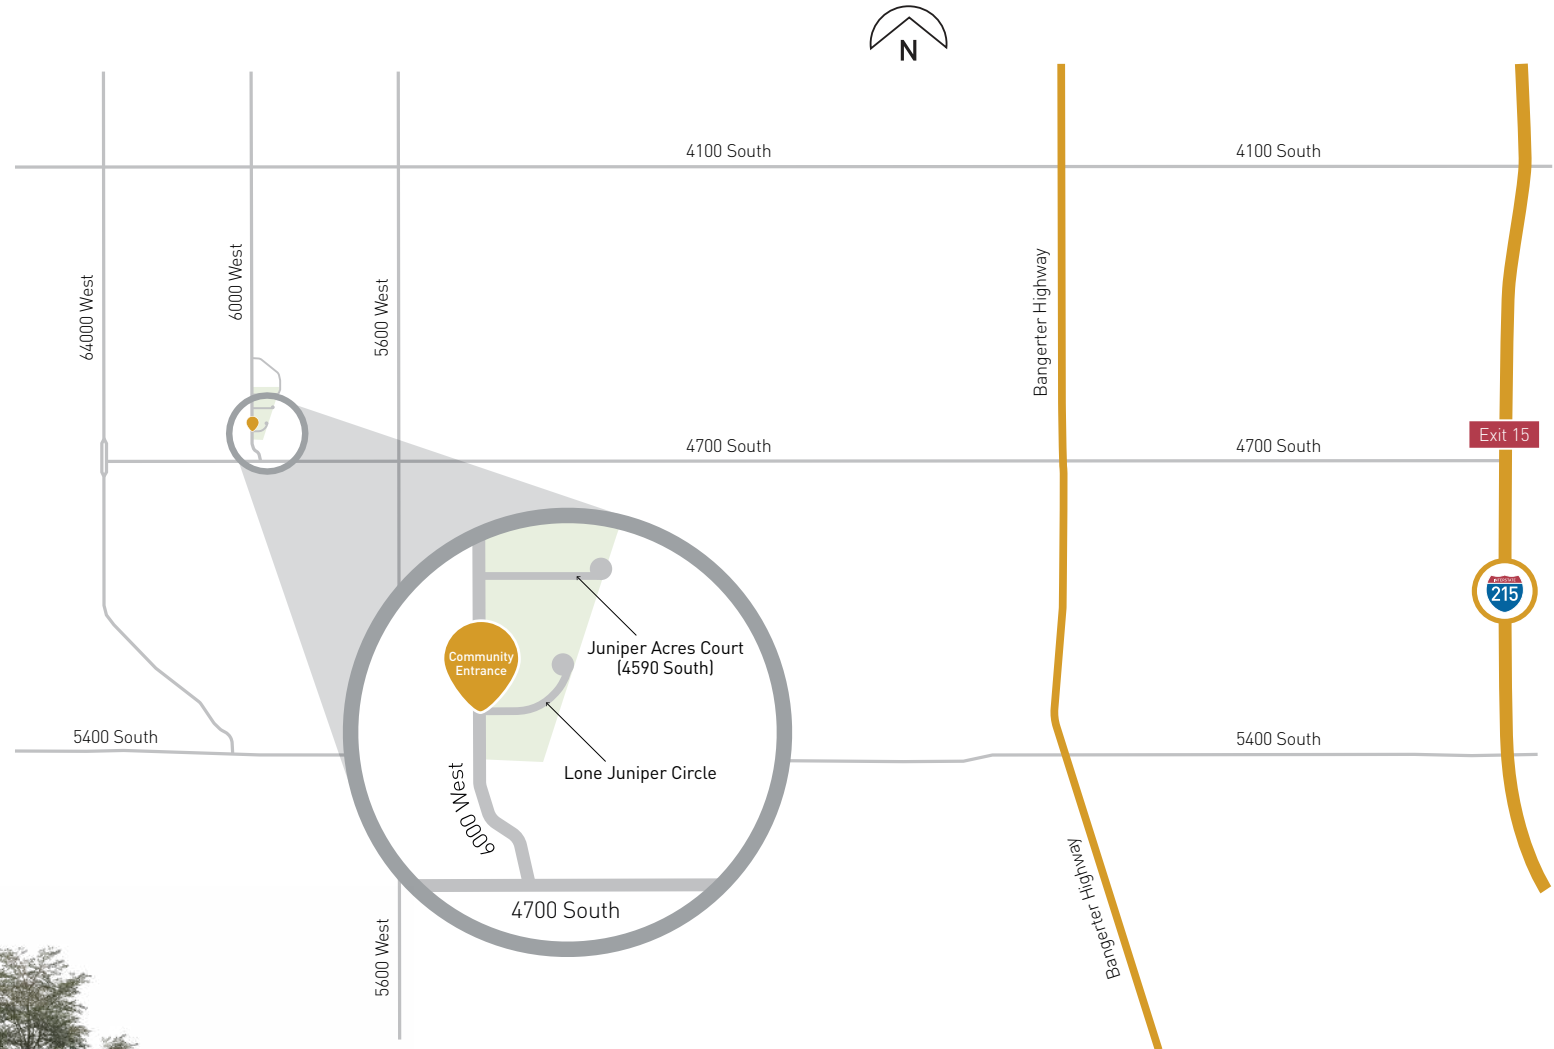 N
4100 South
4100 South
64000 West
6000 West
5600 West
Bangerter Highway
4700 South
4700 South
Exit 15
INTERSTATE
215
Juniper Acres Court
(4590 South)
Community
Entrance
5400 South
5400 South
Lone Juniper Circle
6000 West
4700 South
Bangerter Highway
5600 West